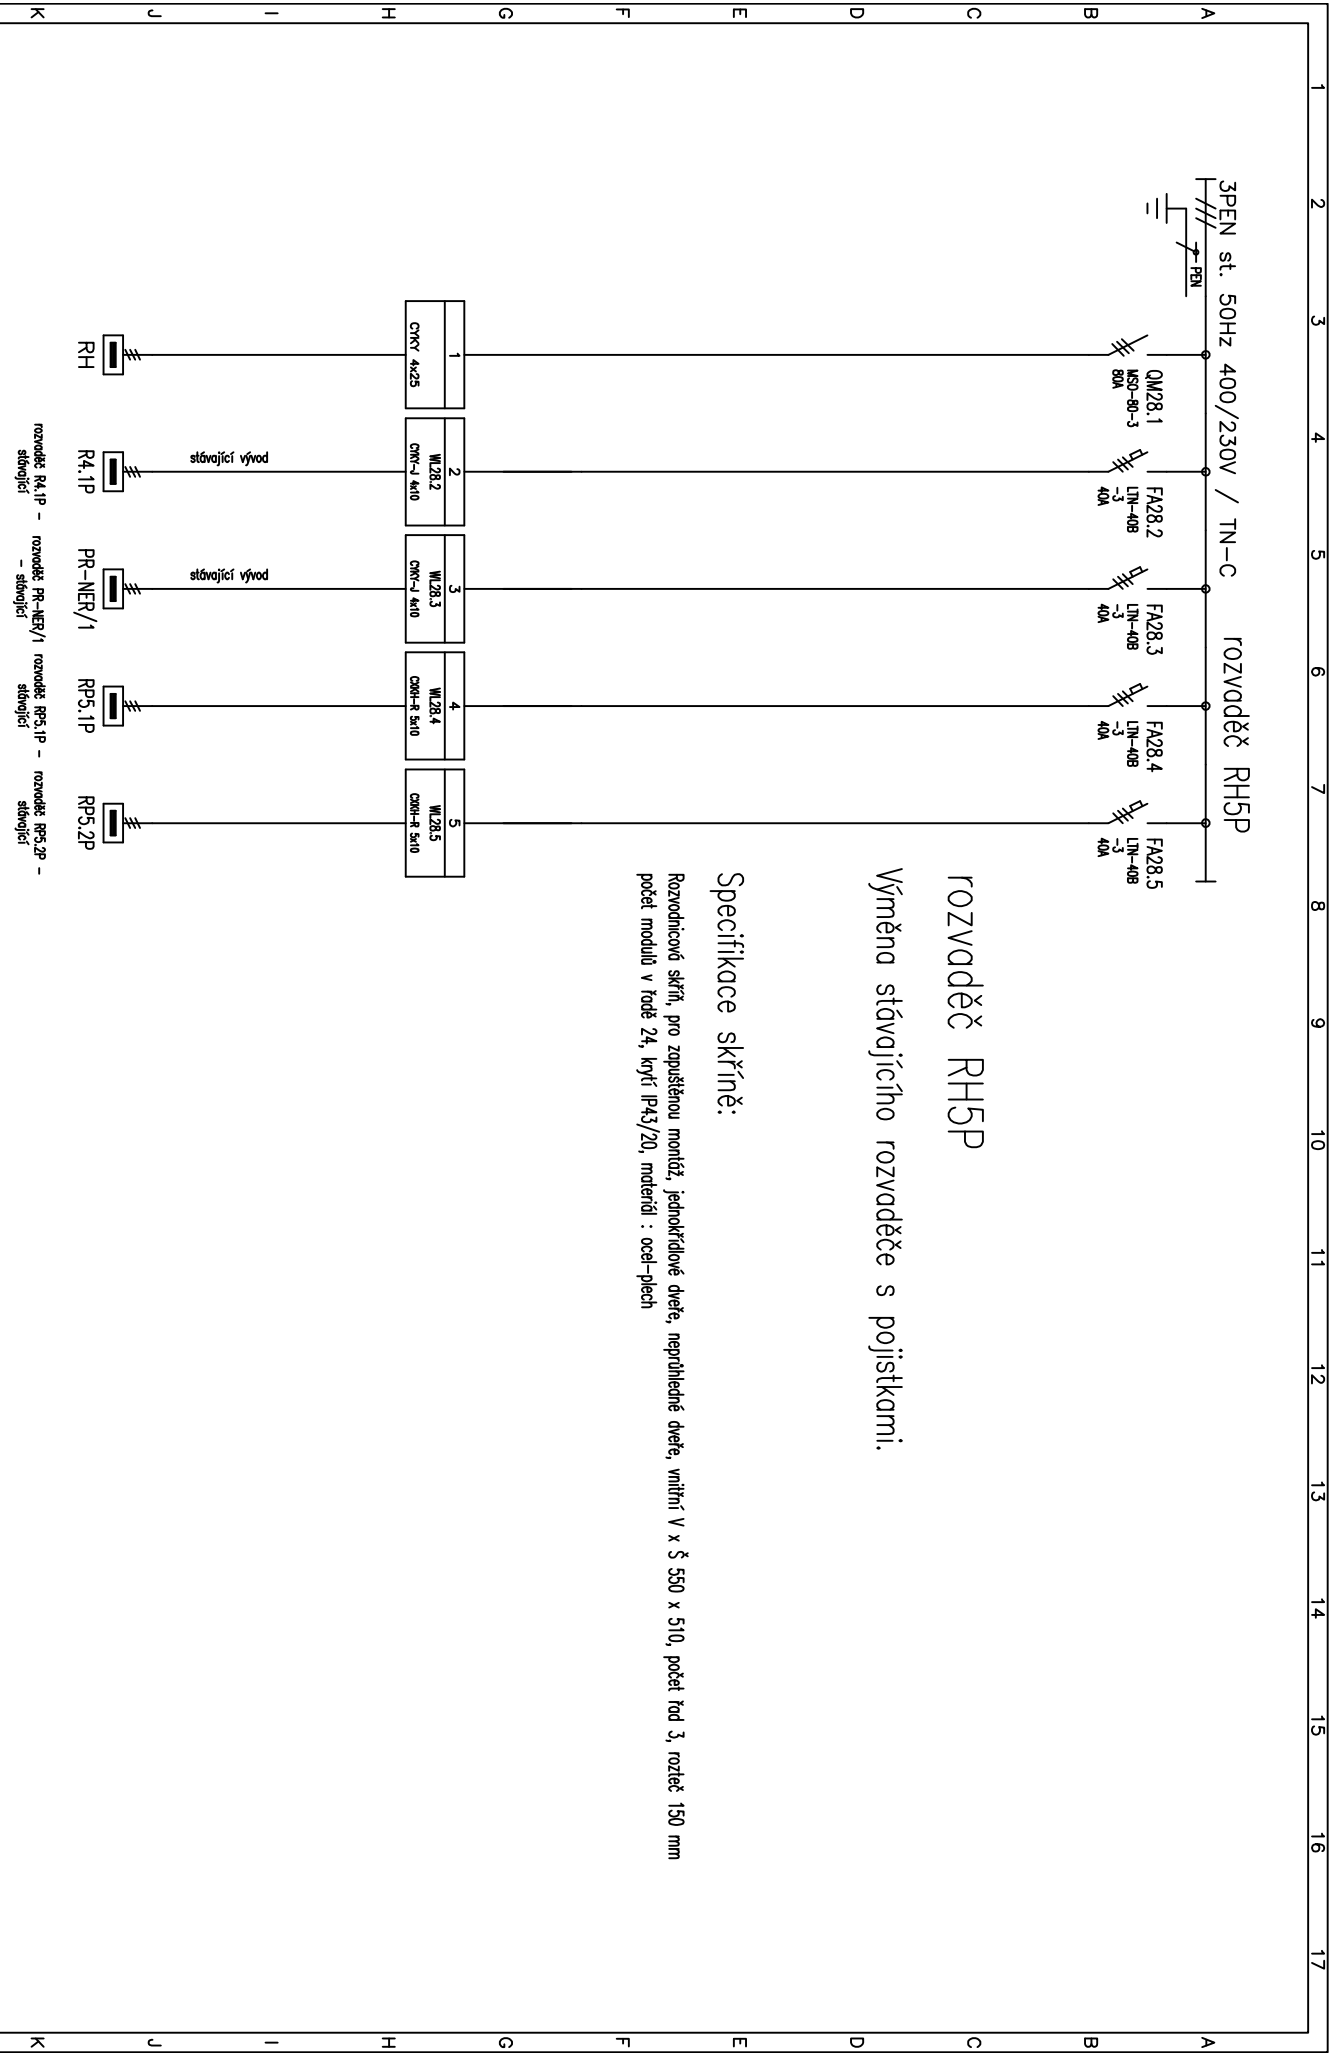 1 2 3 4 5 6 7 8 9 10 11 12 13 14 15 16 17
A A
B B
C C
D D
E E
F F
G G
H H
I I
J J
K K
3PEN st. 50Hz 400/230V / TN-C
rozvaděč RH5P
PEN
QM28.1
MSO-80-3
80A
FA28.2
LTN-40B
-3
40A
FA28.3
LTN-40B
-3
40A
FA28.4
LTN-40B
-3
40A
FA28.5
LTN-40B
-3
40A
rozvaděč RH5P
Výměna stávajícího rozvaděče s pojistkami.
Specifikace skříně:
Rozvodnicová skříň, pro zapuštěnou montáž, jednokřídlové dveře, neprůhledné dveře, vnitřní V x Š 550 x 510, počet řad 3, rozteč 150 mm
počet modulů v řadě 24, krytí IP43/20, materiál : ocel-plech
1
CYKY 4x25
2
WL28.2
CYKY-J 4x10
3
WL28.3
CYKY-J 4x10
4
WL28.4
CXKH-R 5x10
5
WL28.5
CXKH-R 5x10
stávající vývod
stávající vývod
RH
R4.1P
PR-NER/1
RP5.1P
RP5.2P
rozvaděč R4.1P -
stávající
rozvaděč PR-NER/1
- stávající
rozvaděč RP5.1P -
stávající
rozvaděč RP5.2P -
stávající